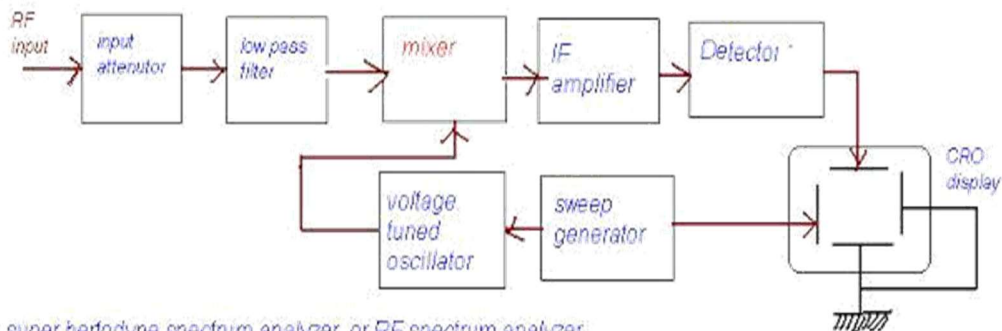 RF
input
input
attenutor
low pass
filter
mixer
IF
amplifier
Detector
CRO
display
voltage
tuned
oscillator
sweep
generator
super hertodyne spectrum analyzer or RF spectrum analyzer